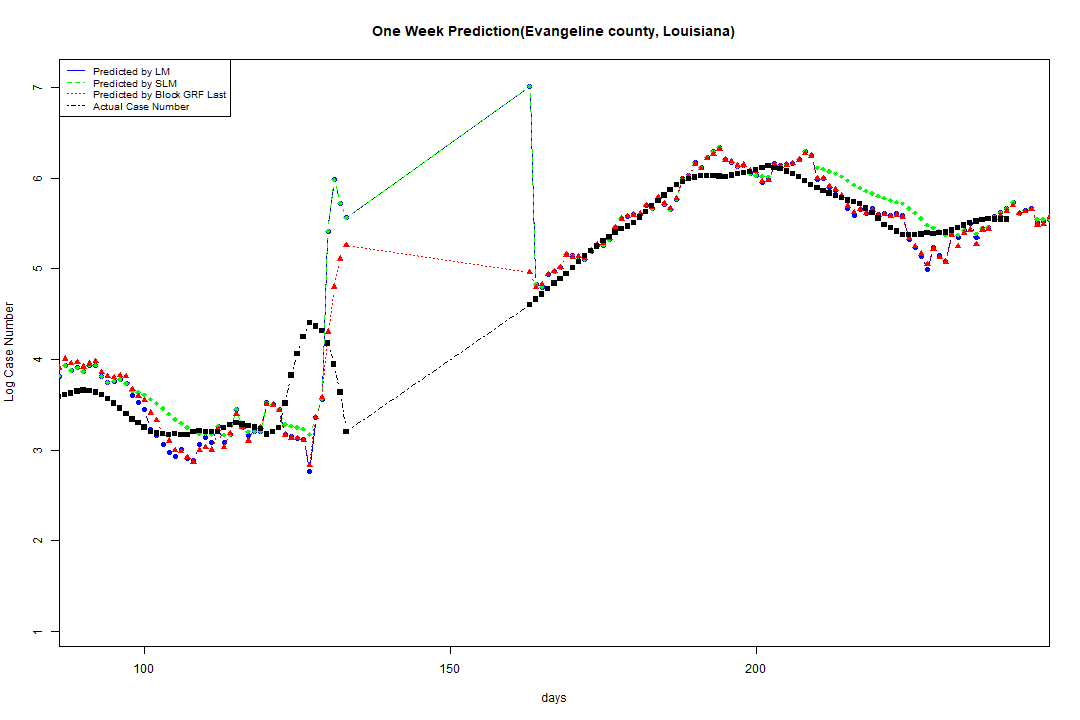 One Week Prediction(Evangeline county, Louisiana)
Predicted by LM
Predicted by SLM
Predicted by Block GRF Last
Actual Case Number
Log Case Number
7
6
5
4
3
2
1
100 150 200
days